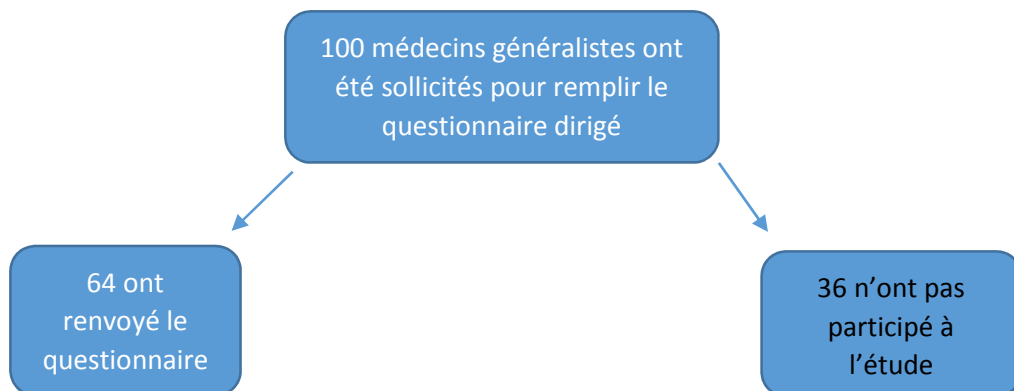 100 médecins généralistes ont
été sollicités pour remplir le
questionnaire dirigé
64 ont
renvoyé le
questionnaire
36 n’ont pas
participé à
l’étude